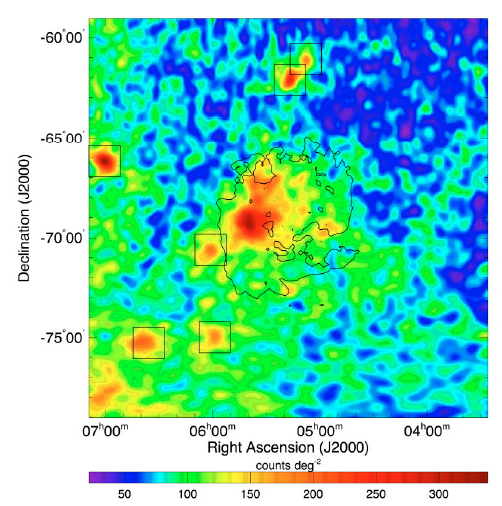 -60°00'
-65°00'
-70°00'
-75°00'
Declination (J2000)
07h00m 06h00m 05h00m 04h00m
Right Ascension (J2000)
counts deg-2
50 100 150 200 250 300